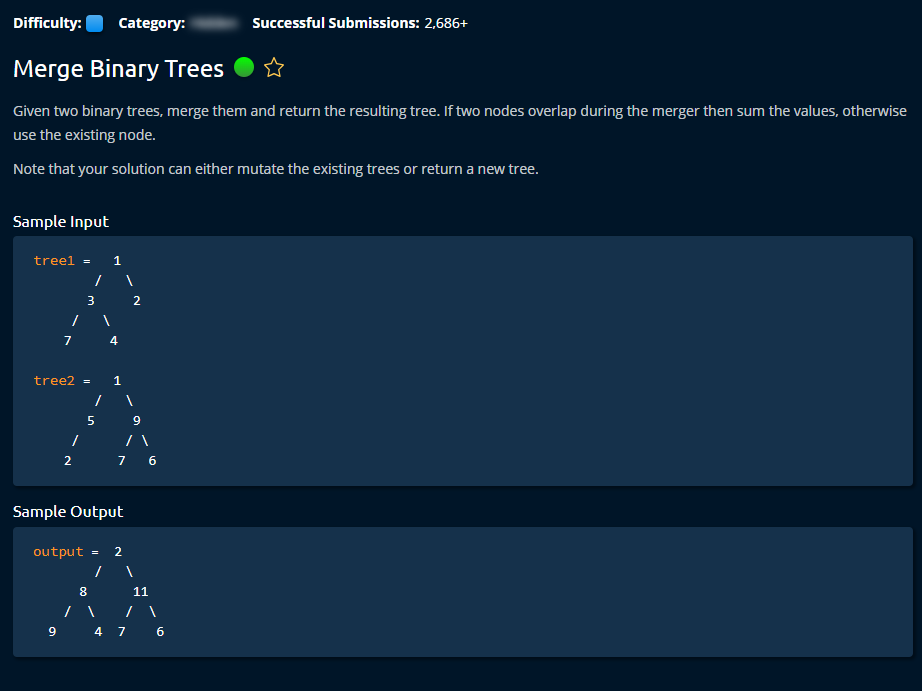 Difficulty: Category: Successful Submissions: 2,686+
Merge Binary Trees
Given two binary trees, merge them and return the resulting tree. If two nodes overlap during the merger then sum the values, otherwise
use the existing node.
Note that your solution can either mutate the existing trees or return a new tree.
Sample Input
tree1 =   1
        /   \
       3     2
     /   \
    7     4
tree2 =   1
        /   \
       5     9
     /      / \
    2      7   6
Sample Output
output =  2
        /   \
      8      11
    /  \    /  \
  9     4  7    6